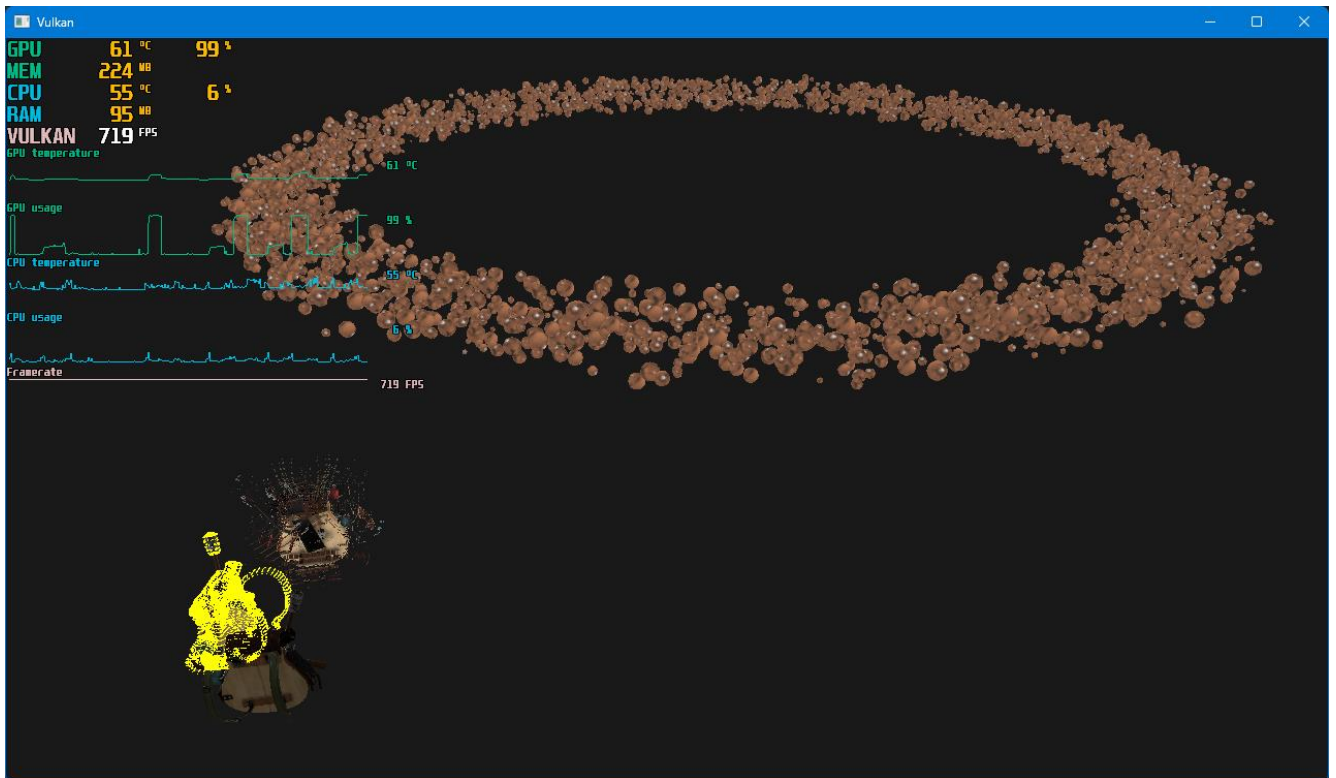 Vulkan
GPU 61 °C 99 %
MEM 224 MB
CPU 55 °C 6 %
RAM 95 MB
VULKAN 719 FPS
GPU temperature
61 °C
GPU usage
99 %
CPU temperature
55 °C
CPU usage
6 %
Framerate
719 FPS